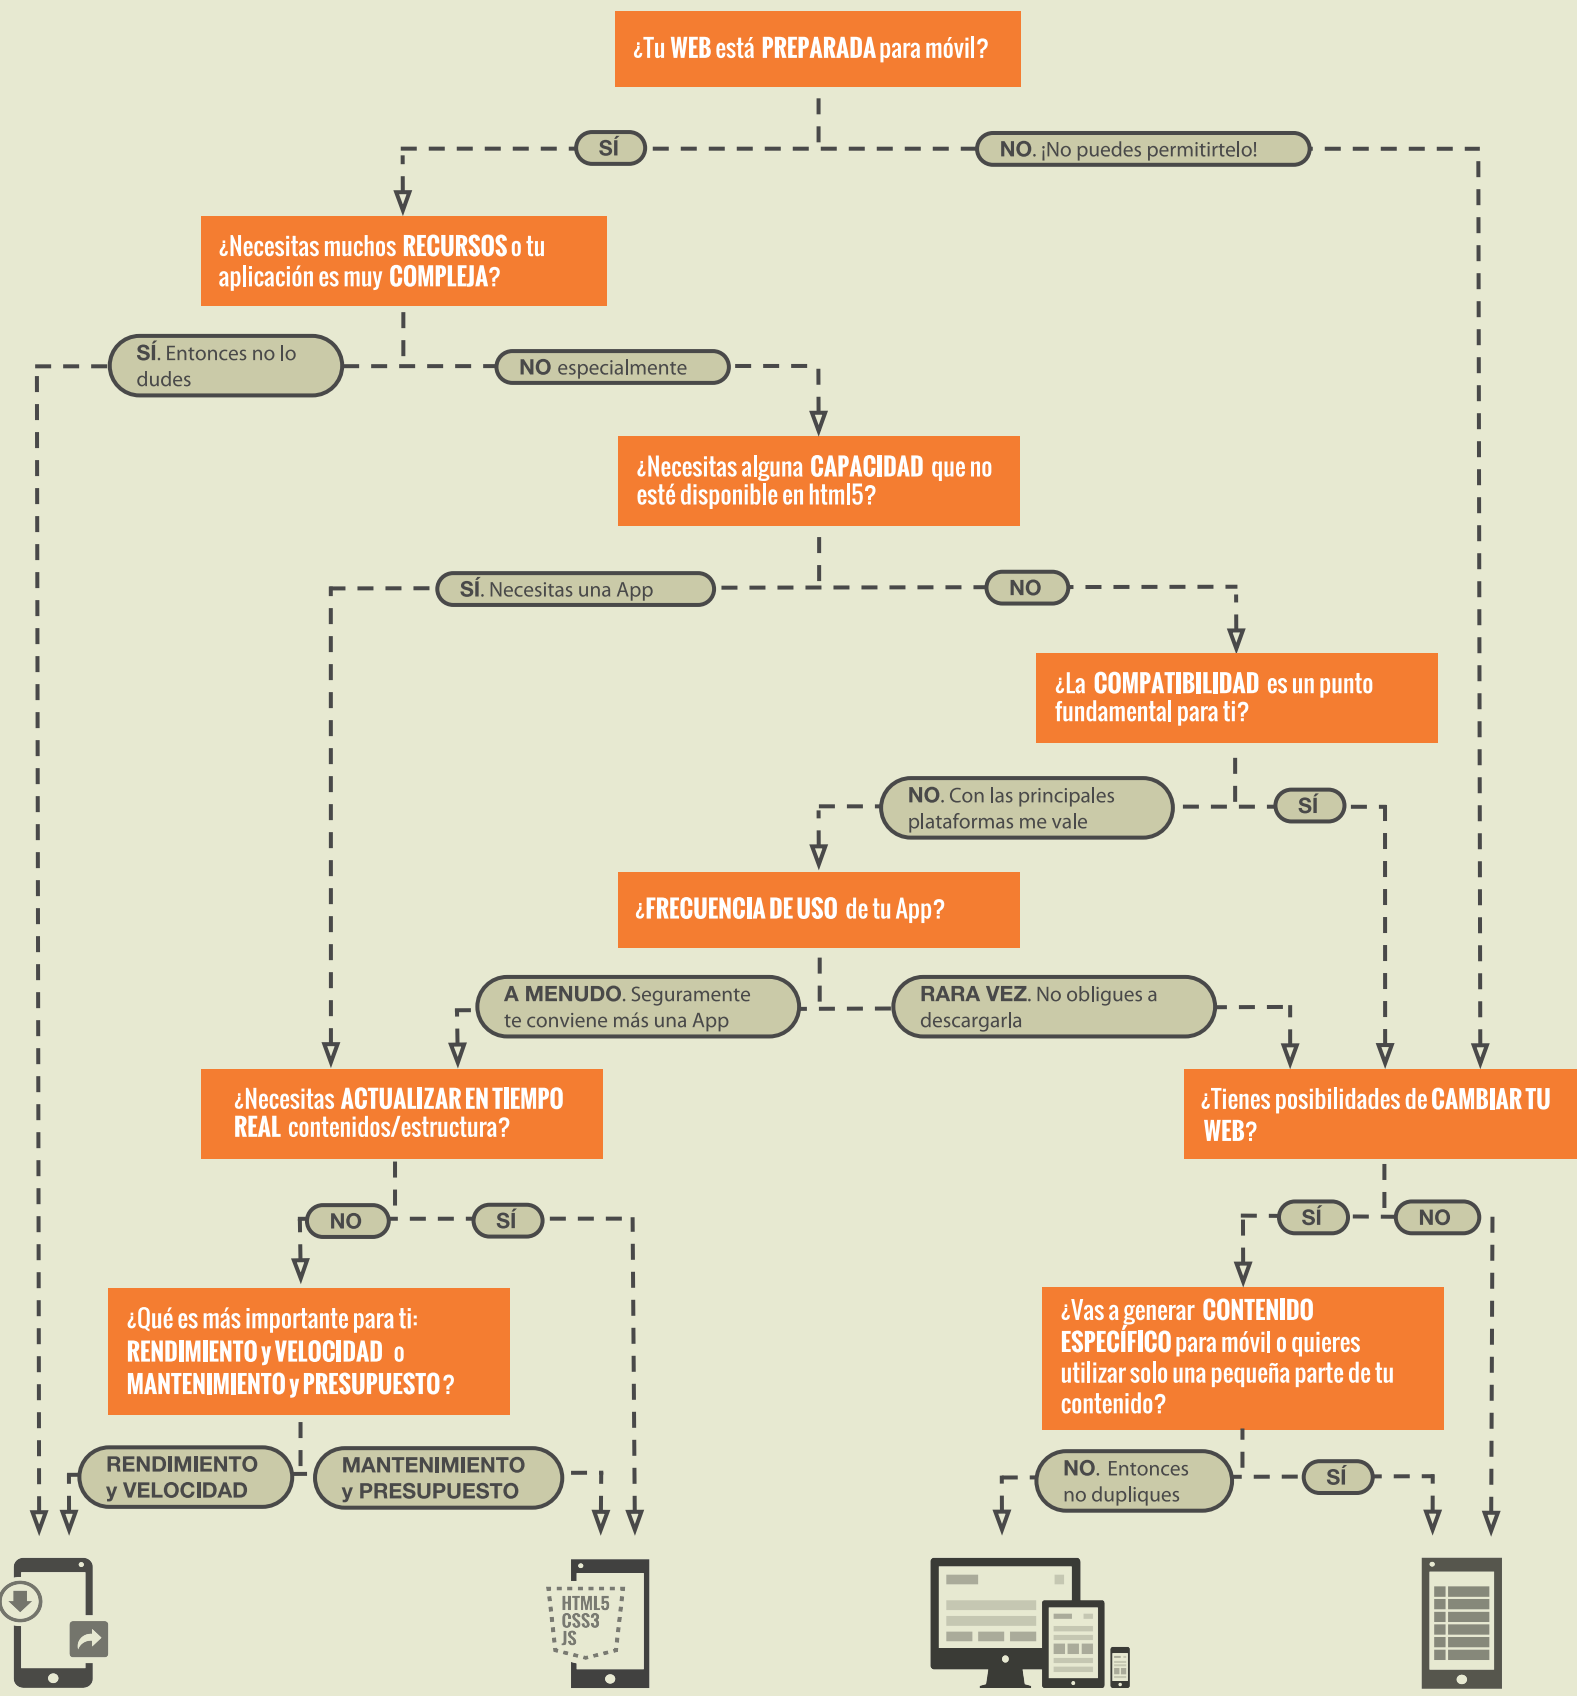 ¿Tu WEB está PREPARADA para móvil?
SÍ
NO. ¡No puedes permitirtelo!
¿Necesitas muchos RECURSOS o tu
aplicación es muy COMPLEJA?
SÍ. Entonces no lo
dudes
NO especialmente
¿Necesitas alguna CAPACIDAD que no
esté disponible en html5?
SÍ. Necesitas una App
NO
¿La COMPATIBILIDAD es un punto
fundamental para ti?
NO. Con las principales
plataformas me vale
SÍ
¿FRECUENCIA DE USO de tu App?
A MENUDO. Seguramente
te conviene más una App
RARA VEZ. No obligues a
descargarla
¿Necesitas ACTUALIZAR EN TIEMPO
REAL contenidos/estructura?
¿Tienes posibilidades de CAMBIAR TU
WEB?
NO
SÍ
SÍ
NO
¿Qué es más importante para ti:
RENDIMIENTO y VELOCIDAD o
MANTENIMIENTO y PRESUPUESTO?
¿Vas a generar CONTENIDO
ESPECÍFICO para móvil o quieres
utilizar solo una pequeña parte de tu
contenido?
RENDIMIENTO
y VELOCIDAD
MANTENIMIENTO
y PRESUPUESTO
NO. Entonces
no dupliques
SÍ
HTML5
CSS3
JS